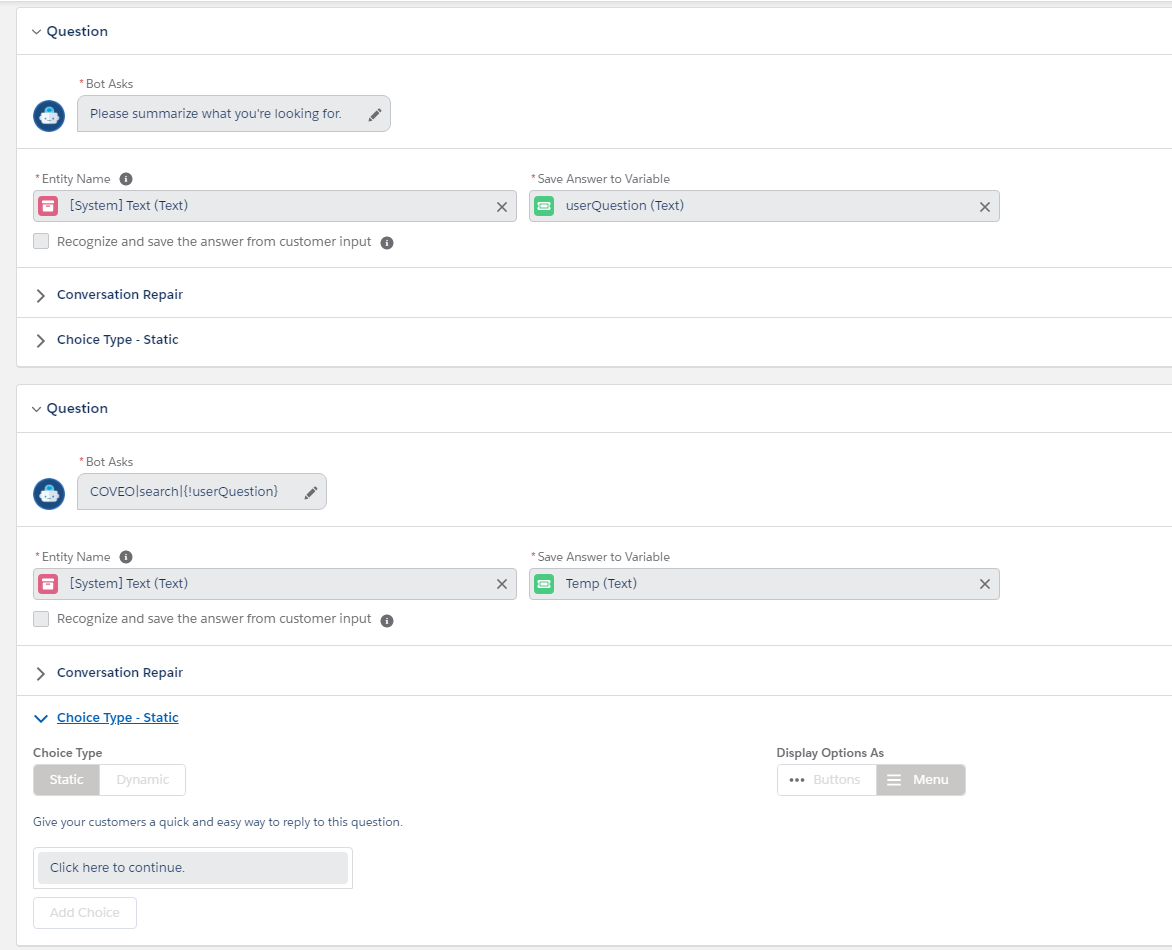 Question
* Bot Asks
Please summarize what you're looking for.
* Entity Name
* Save Answer to Variable
[System] Text (Text)
userQuestion (Text)
Recognize and save the answer from customer input
Conversation Repair
Choice Type - Static
Question
* Bot Asks
COVEO|search|{!userQuestion}
* Entity Name
* Save Answer to Variable
[System] Text (Text)
Temp (Text)
Recognize and save the answer from customer input
Conversation Repair
Choice Type - Static
Choice Type
Display Options As
Static
Dynamic
Buttons
Menu
Give your customers a quick and easy way to reply to this question.
Click here to continue.
Add Choice